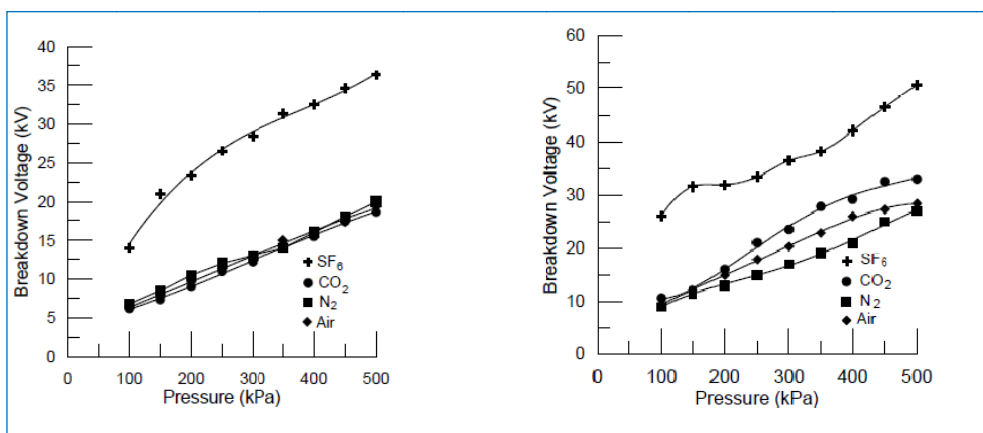 40
35
30
25
20
15
10
5
0
Breakdown Voltage (kV)
0 100 200 300 400 500
Pressure (kPa)
SF6
CO2
N2
Air
60
50
40
30
20
10
0
Breakdown Voltage (kV)
0 100 200 300 400 500
Pressure (kPa)
SF6
CO2
N2
Air